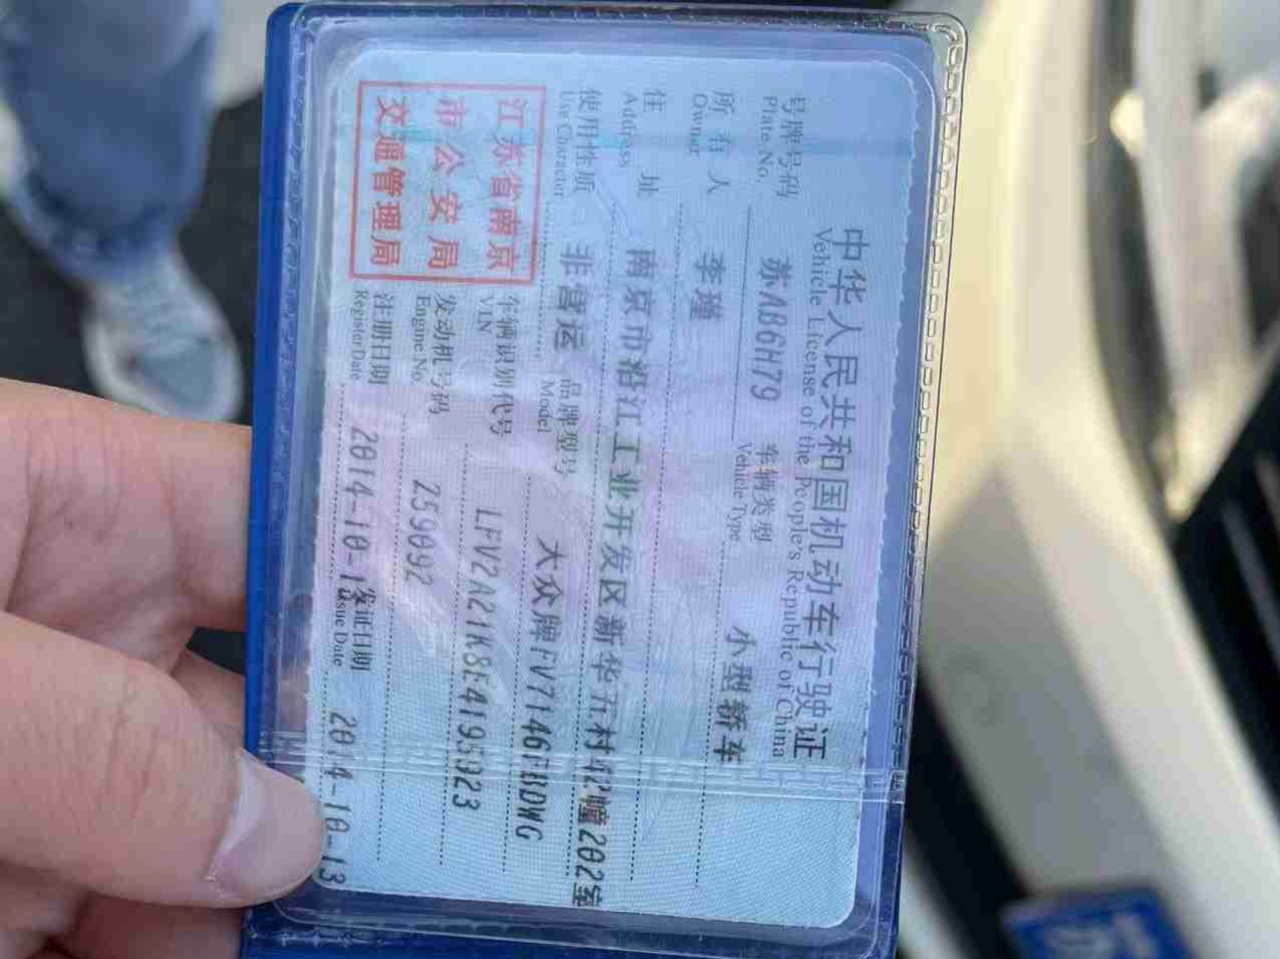 中华人民共和国机动车行驶证
Vehicle License of the People's Republic of China
号牌号码 苏AB6H79 车辆类型 小型轿车
Plate No. Vehicle Type
所有人 李瑾
Owner
住址 南京市沿江工业开发区新华五村42幢202室
Address
使用性质 非营运 品牌型号 大众牌FV7146FBDWG
Use Character Model
江苏省南京
市公安局
交通管理局
车辆识别代号 LFV2A21K8E4195923
VIN
发动机号码 Z59092
Engine No.
注册日期 2014-10-13 发证日期 2014-10-13
Register Date Issue Date